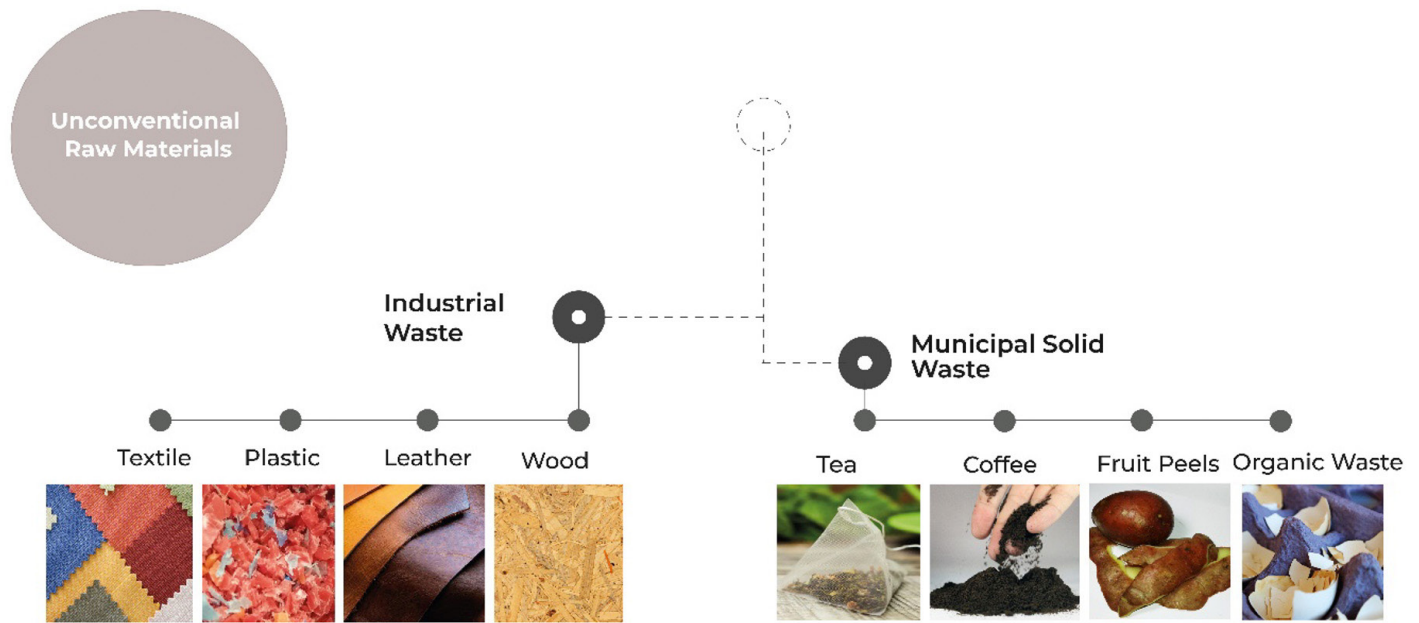 Unconventional
Raw Materials
Industrial
Waste
Municipal Solid
Waste
Textile
Plastic
Leather
Wood
Tea
Coffee
Fruit Peels
Organic Waste